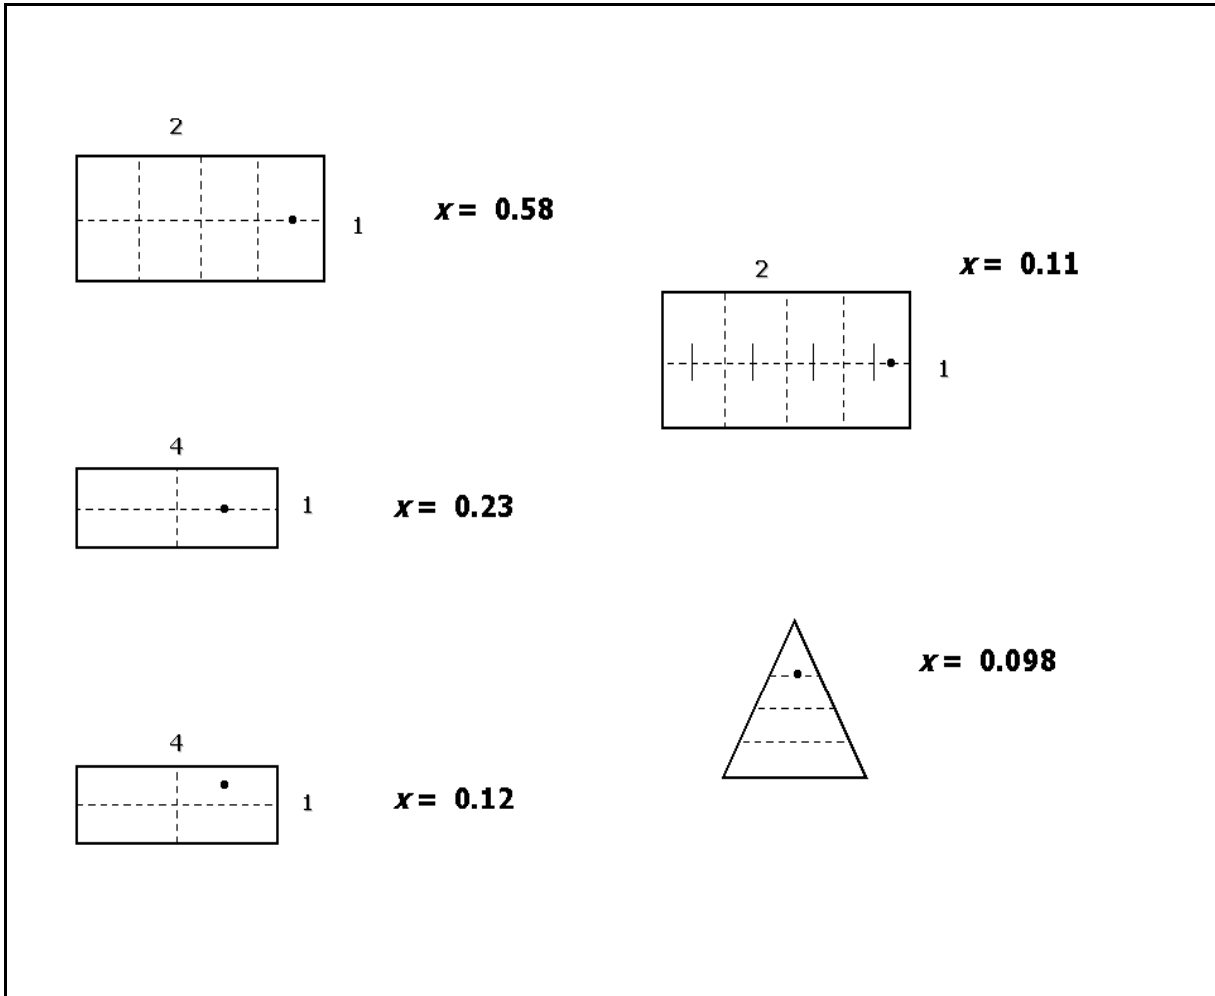 2
1
x = 0.58
4
1
x = 0.23
4
1
x = 0.12
2
1
x = 0.11
x = 0.098